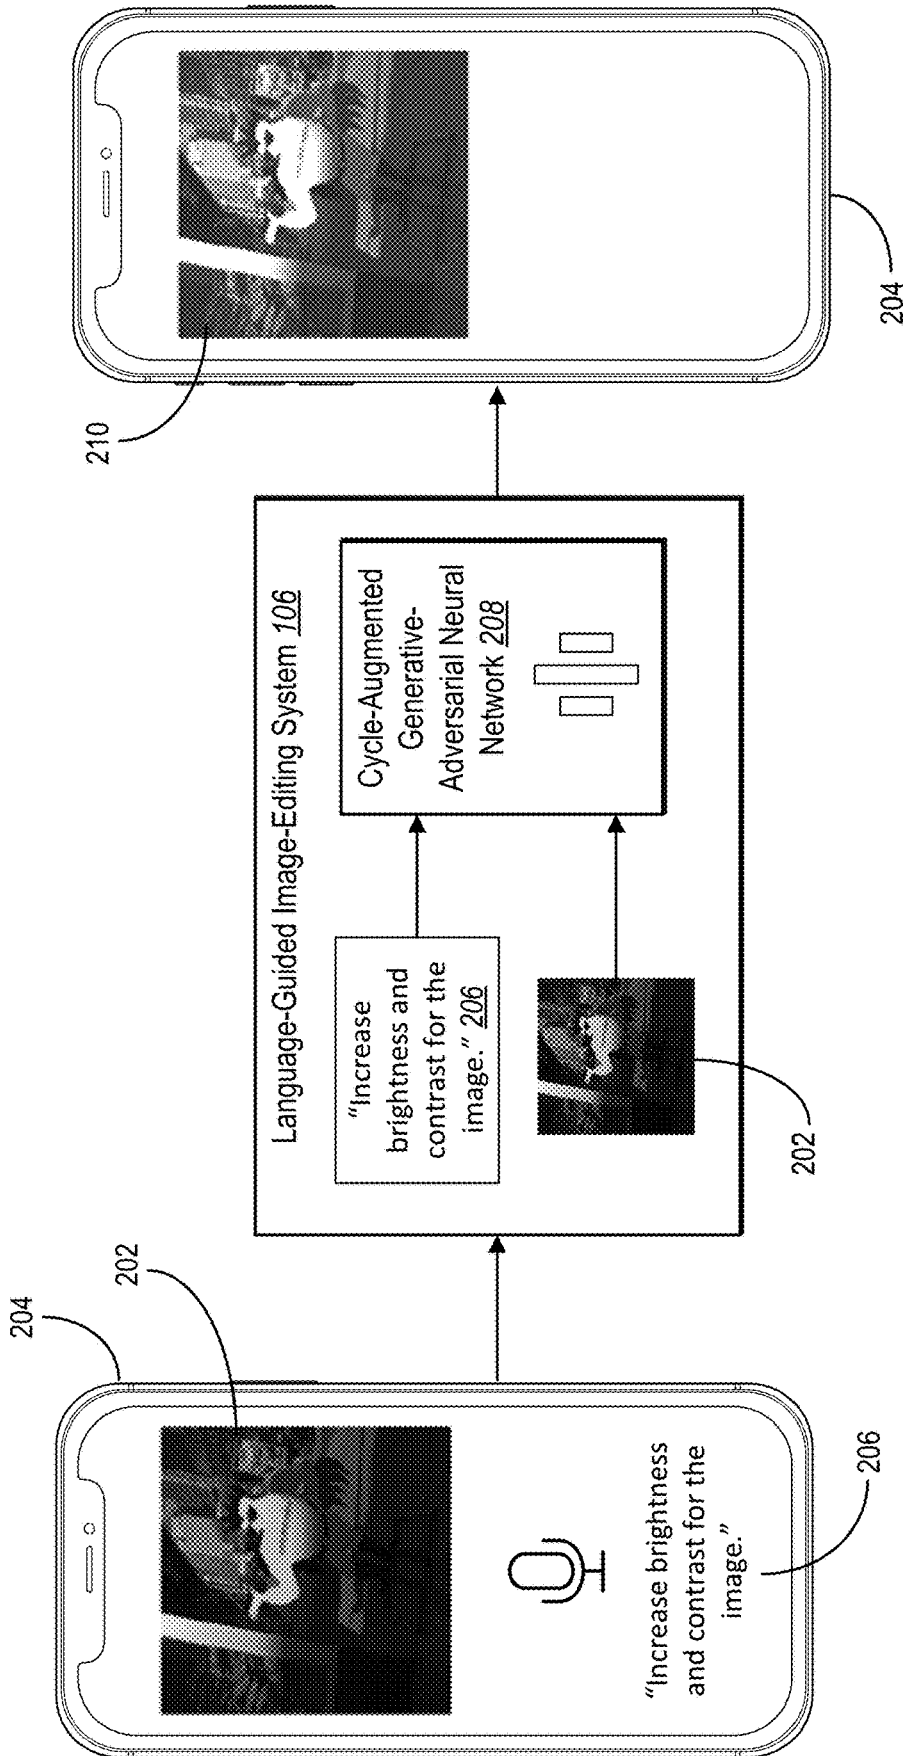 204
202
“Increase brightness
and contrast for the
image.”
206
Language-Guided Image-Editing System 106
“Increase
brightness and
contrast for the
image.” 206
202
Cycle-Augmented
Generative-
Adversarial Neural
Network 208
210
204